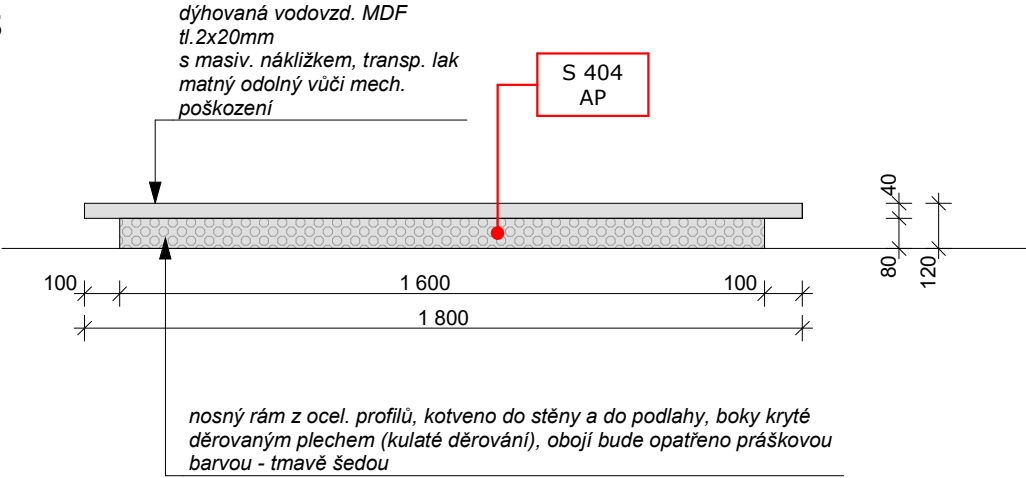 dýhovaná vodovzd. MDF
tl.2x20mm
s masiv. nákližkem, transp. lak
matný odolný vůči mech.
poškození
S 404
AP
40
80
120
100
1 600
100
1 800
nosný rám z ocel. profilů, kotveno do stěny a do podlahy, boky kryté
děrovaným plechem (kulaté děrování), obojí bude opatřeno práškovou
barvou - tmavě šedou